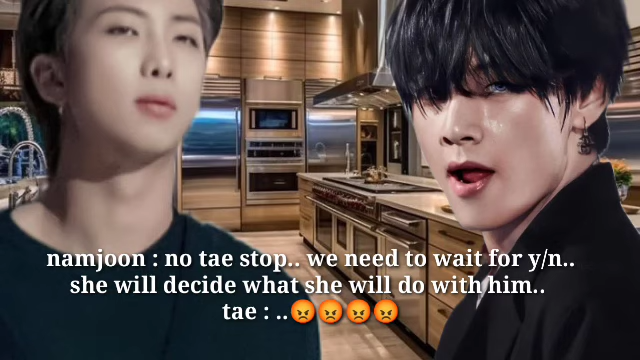 namjoon : no tae stop.. we need to wait for y/n..
she will decide what she will do with him..
tae : ..😡😡😡😡